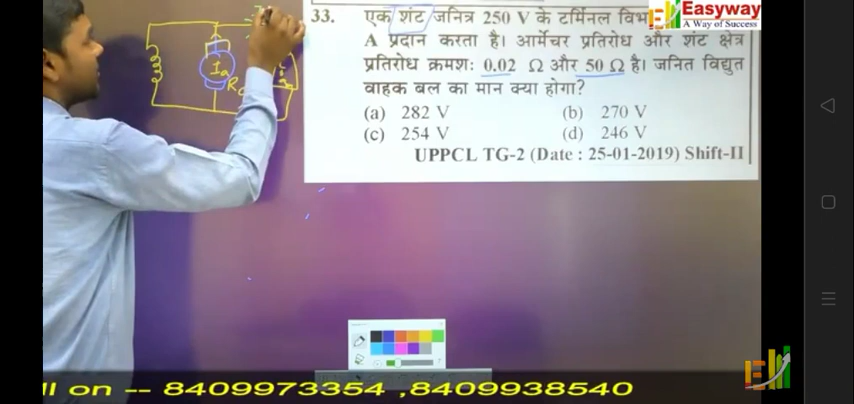 33. एक शंट जनित्र 250 V के टर्मिनल
Easyway
A Way of Success
A प्रदान करता है। आर्मेचर प्रतिरोध और शंट क्षेत्र
प्रतिरोध क्रमशः 0.02 Ω और 50 Ω है। जनित विद्युत
वाहक बल का मान क्या होगा?
(a) 282 V (b) 270 V
(c) 254 V (d) 246 V
UPPCL TG-2 (Date : 25-01-2019) Shift-II
Ia
on -- 8409973354 ,8409938540